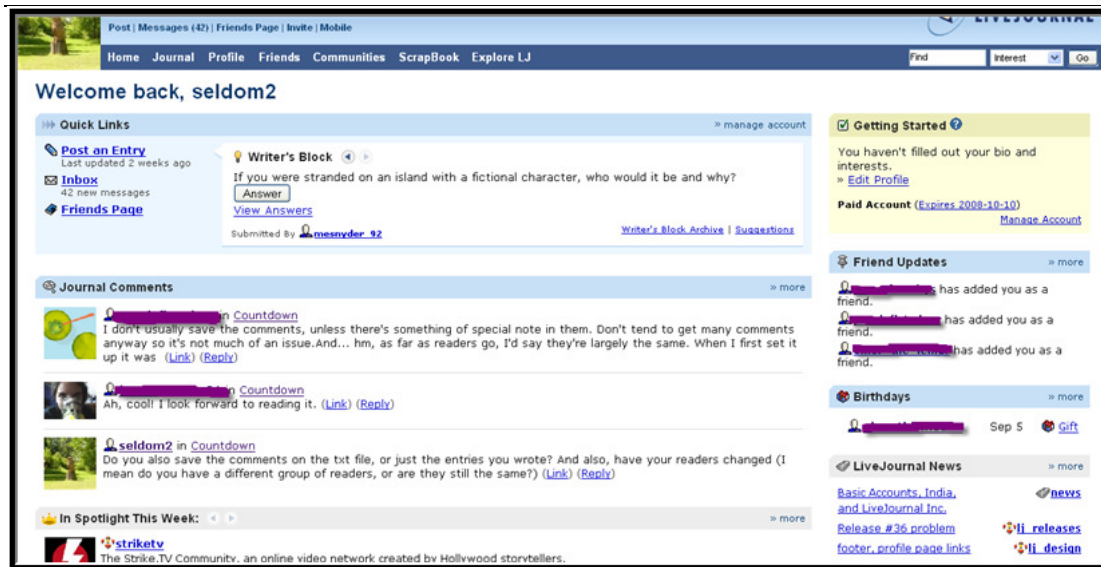 Post | Messages (42) | Friends Page | Invite | Mobile
LIVEJOURNAL
Home Journal Profile Friends Communities ScrapBook Explore LJ
Find Interest Go
Welcome back, seldom2
Quick Links » manage account
Post an Entry
Last updated 2 weeks ago
Inbox
42 new messages
Friends Page
Writer's Block
If you were stranded on an island with a fictional character, who would it be and why?
Answer
View Answers
Submitted By mesnyder_92
Writer's Block Archive | Suggestions
Journal Comments » more
in Countdown
I don't usually save the comments, unless there's something of special note in them. Don't tend to get many comments
anyway so it's not much of an issue.And... hm, as far as readers go, I'd say they're largely the same. When I first set it
up it was (Link) (Reply)
in Countdown
Ah, cool! I look forward to reading it. (Link) (Reply)
seldom2 in Countdown
Do you also save the comments on the txt file, or just the entries you wrote? And also, have your readers changed (I
mean do you have a different group of readers, or are they still the same?) (Link) (Reply)
In Spotlight This Week: » more
striketv
The Strike.TV Community, an online video network created by Hollywood storytellers.
Getting Started
You haven't filled out your bio and
interests.
» Edit Profile
Paid Account (Expires 2008-10-10)
Manage Account
Friend Updates » more
has added you as a
friend.
has added you as a
friend.
has added you as a
friend.
Birthdays » more
Sep 5 Gift
LiveJournal News » more
Basic Accounts, India,
and LiveJournal Inc.
news
Release #36 problem lj_releases
footer, profile page links lj_design